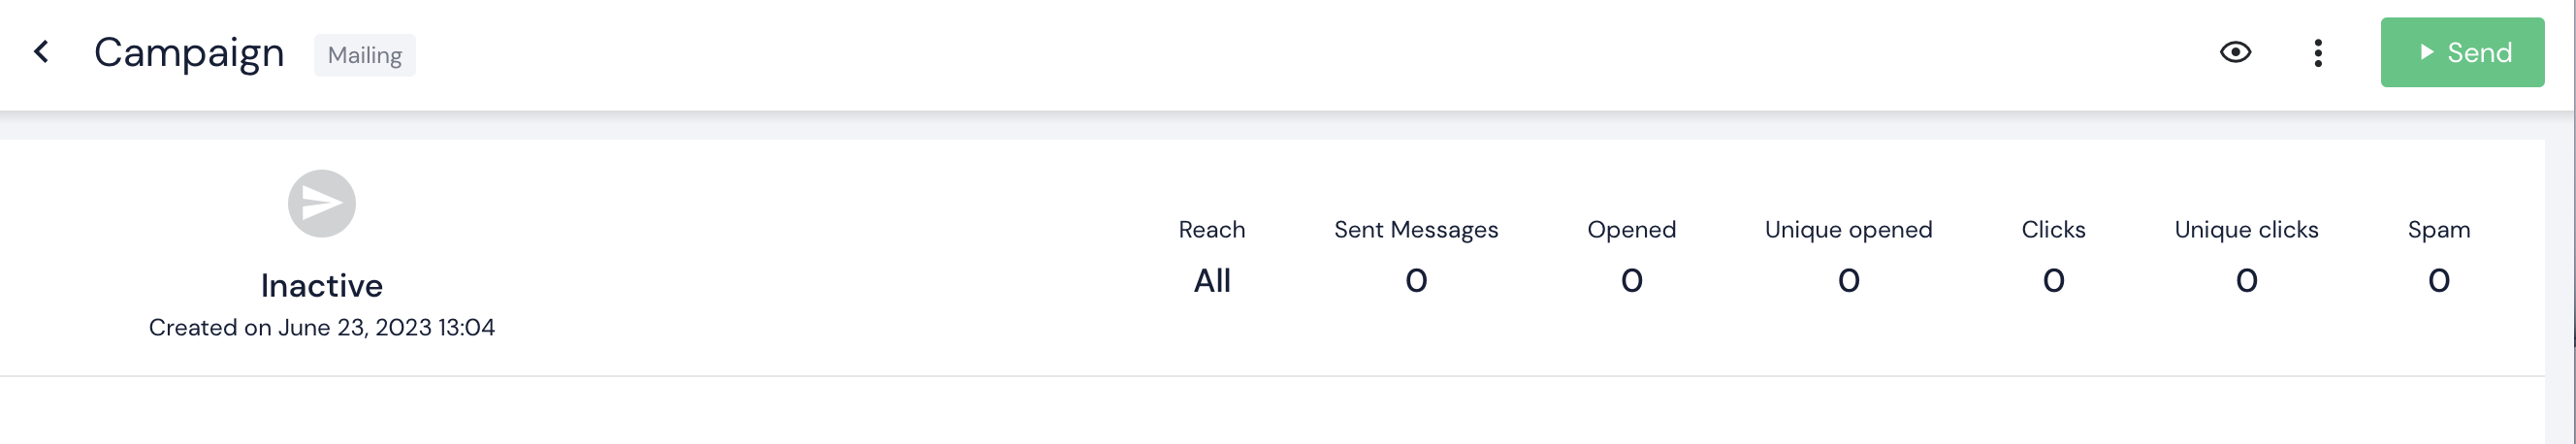 Campaign Mailing Send
Reach Sent Messages Opened Unique opened Clicks Unique clicks Spam
All 0 0 0 0 0 0
Inactive
Created on June 23, 2023 13:04